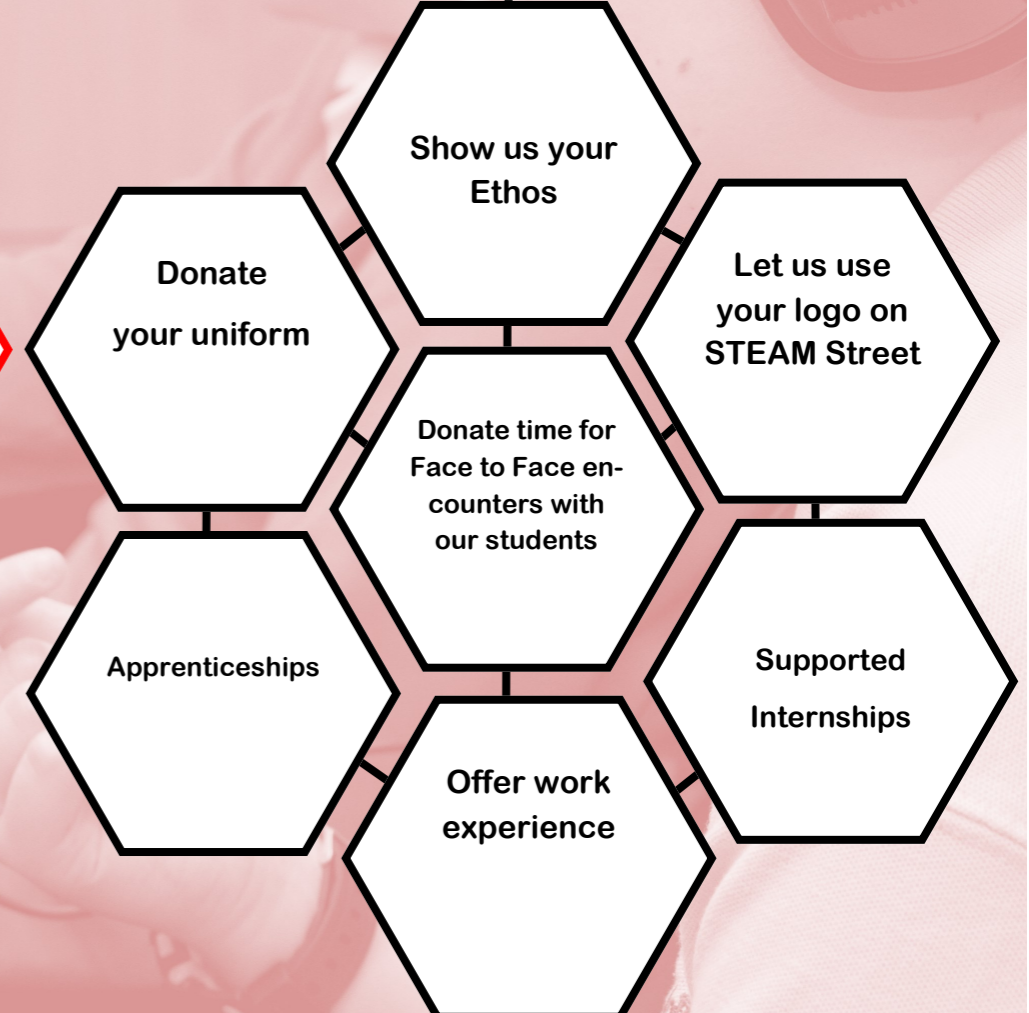 Show us your
Ethos
Donate
your uniform
Let us use
your logo on
STEAM Street
Donate time for
Face to Face en-
counters with
our students
Apprenticeships
Supported
Internships
Offer work
experience